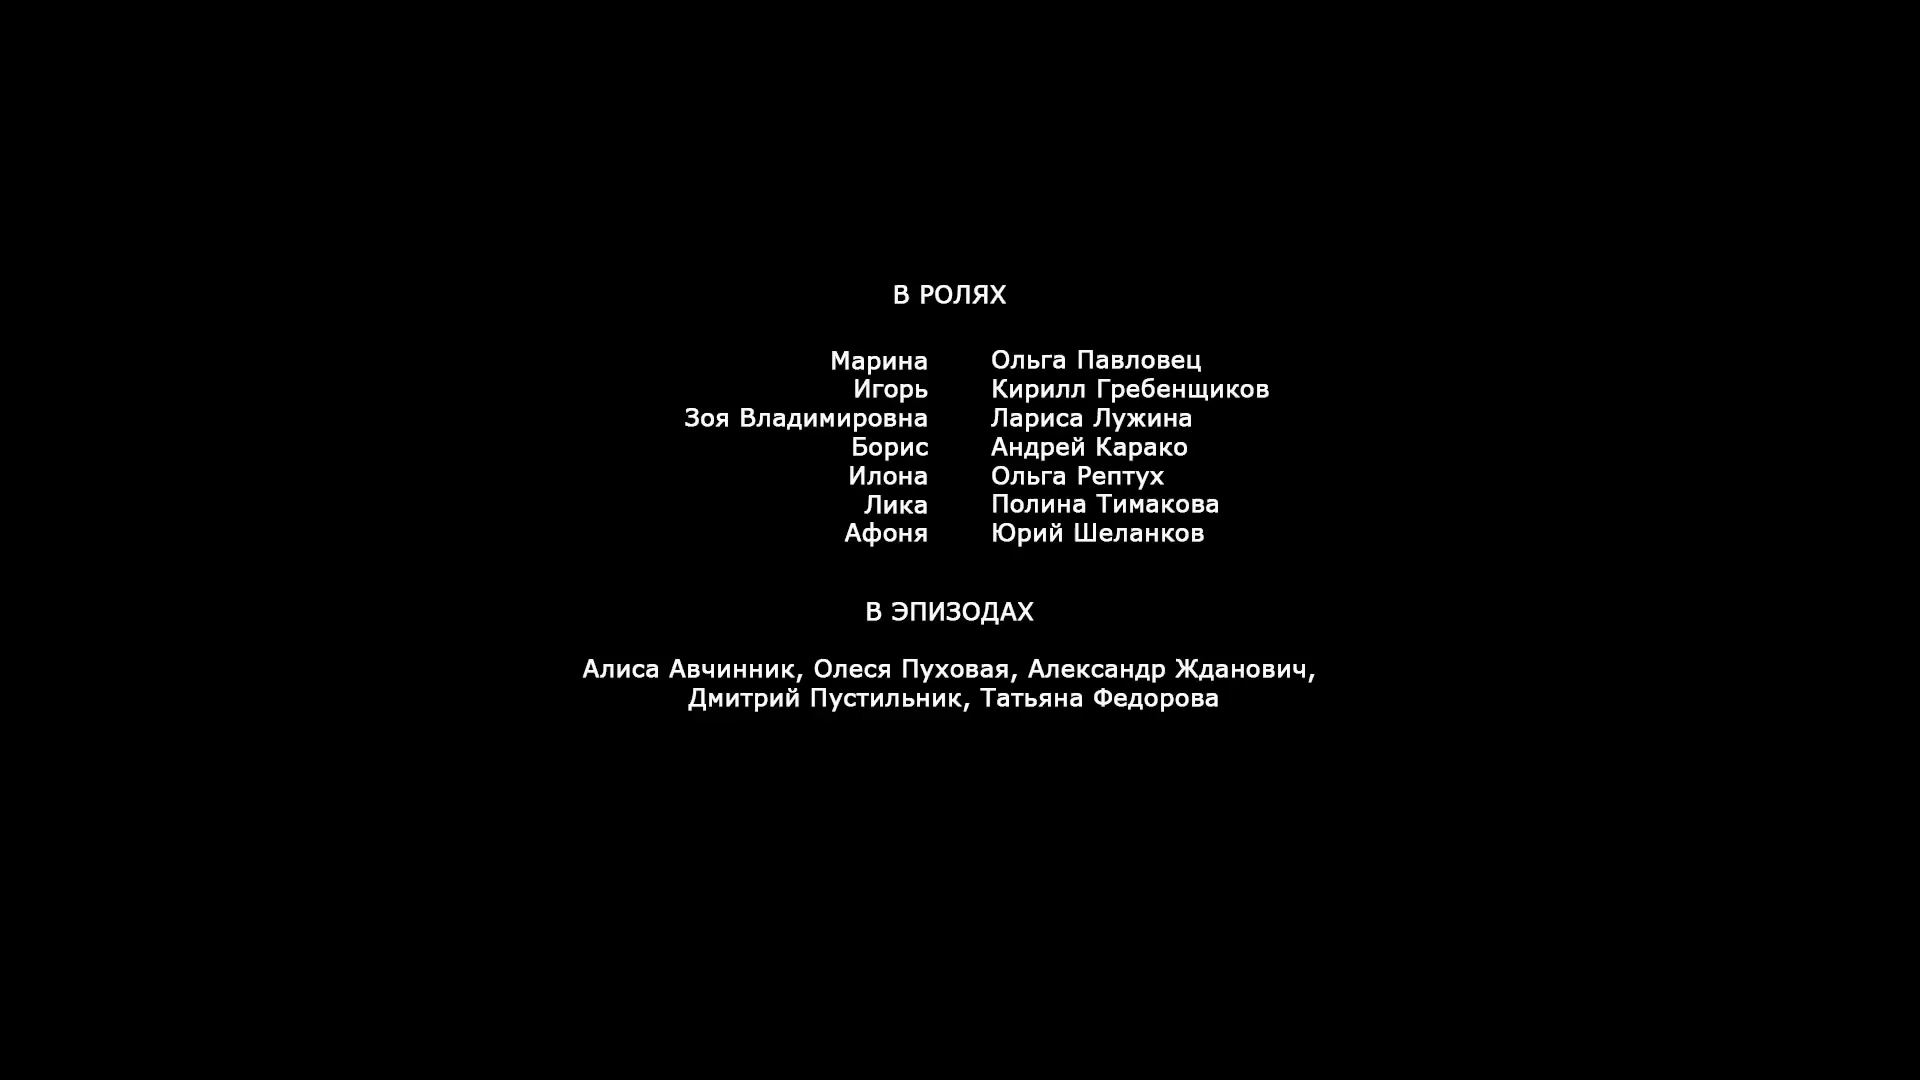 В РОЛЯХ
Марина Ольга Павловец
Игорь Кирилл Гребенщиков
Зоя Владимировна Лариса Лужина
Борис Андрей Карако
Илона Ольга Рептух
Лика Полина Тимакова
Афоня Юрий Шеланков
В ЭПИЗОДАХ
Алиса Авчинник, Олеся Пуховая, Александр Жданович,
Дмитрий Пустильник, Татьяна Федорова